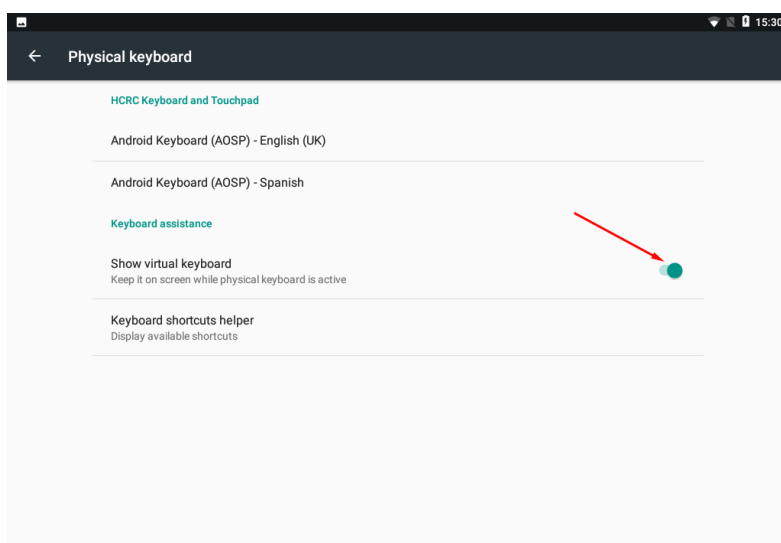 15:30
Physical keyboard
HCRC Keyboard and Touchpad
Android Keyboard (AOSP) - English (UK)
Android Keyboard (AOSP) - Spanish
Keyboard assistance
Show virtual keyboard
Keep it on screen while physical keyboard is active
Keyboard shortcuts helper
Display available shortcuts